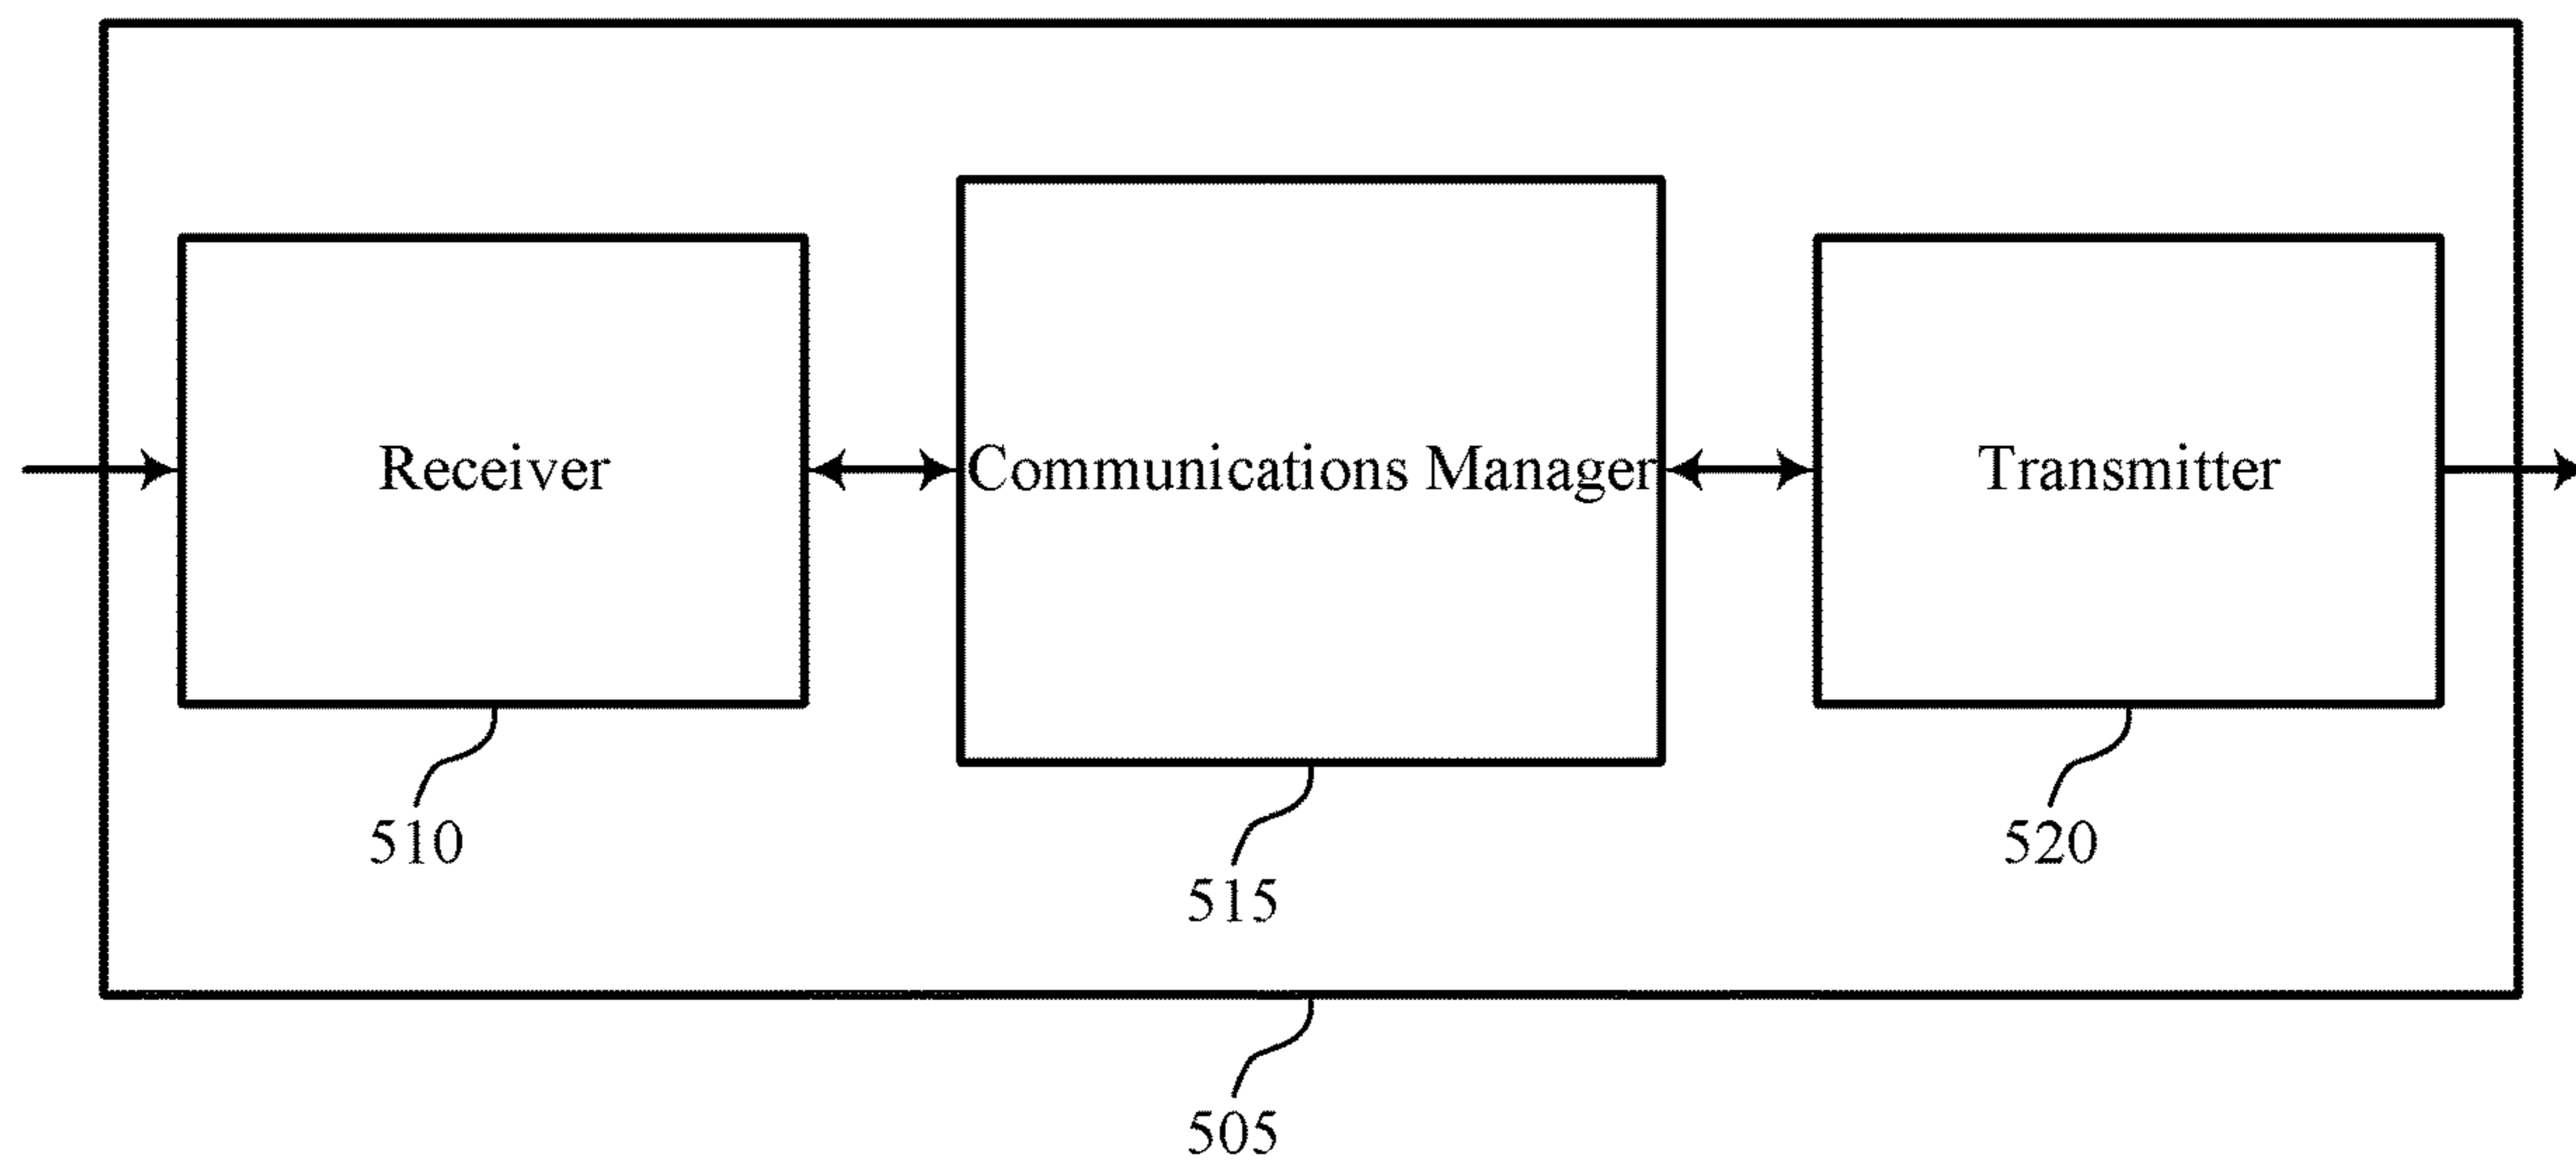 Receiver
Communications Manager
Transmitter
510
515
520
505